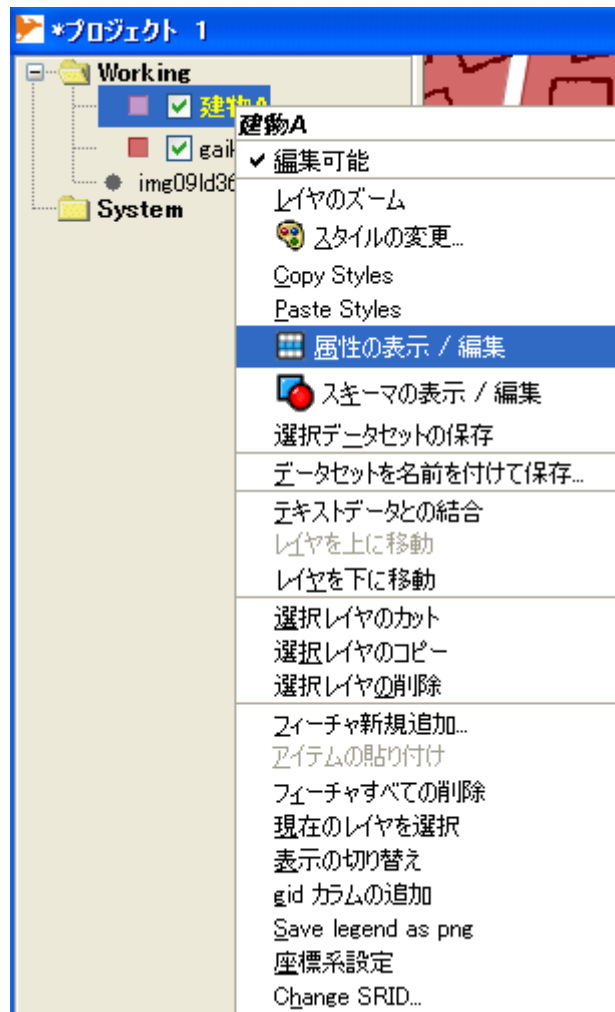 *プロジェクト 1
Working
建物A
gaik
img09ld36
System
建物A
編集可能
レイヤのズーム
スタイルの変更...
Copy Styles
Paste Styles
属性の表示 / 編集
スキーマの表示 / 編集
選択データセットの保存
データセットを名前を付けて保存...
テキストデータとの結合
レイヤを上に移動
レイヤを下に移動
選択レイヤのカット
選択レイヤのコピー
選択レイヤの削除
フィーチャ新規追加...
アイテムの貼り付け
フィーチャすべての削除
現在のレイヤを選択
表示の切り替え
gid カラムの追加
Save legend as png
座標系設定
Change SRID...